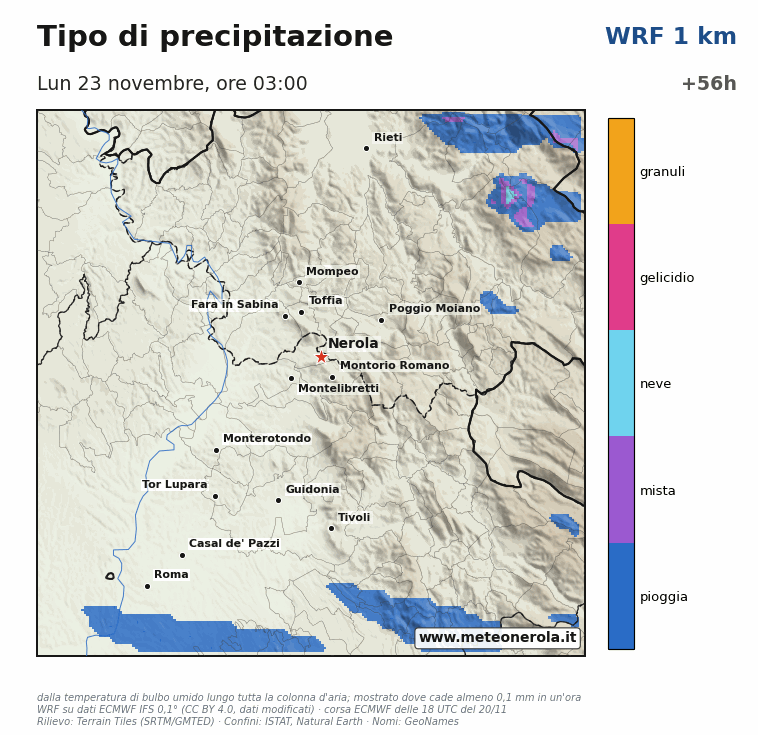 Tipo di precipitazione
WRF 1 km
Lun 23 novembre, ore 03:00
+56h
Rieti
Mompeo
Toffia
Fara in Sabina
Poggio Moiano
Nerola
Montorio Romano
Montelibretti
Monterotondo
Tor Lupara
Guidonia
Tivoli
Casal de' Pazzi
Roma
www.meteonerola.it
granuli
gelicidio
neve
mista
pioggia
dalla temperatura di bulbo umido lungo tutta la colonna d'aria; mostrato dove cade almeno 0,1 mm in un'ora
WRF su dati ECMWF IFS 0,1° (CC BY 4.0, dati modificati) · corsa ECMWF delle 18 UTC del 20/11
Rilievo: Terrain Tiles (SRTM/GMTED) · Confini: ISTAT, Natural Earth · Nomi: GeoNames